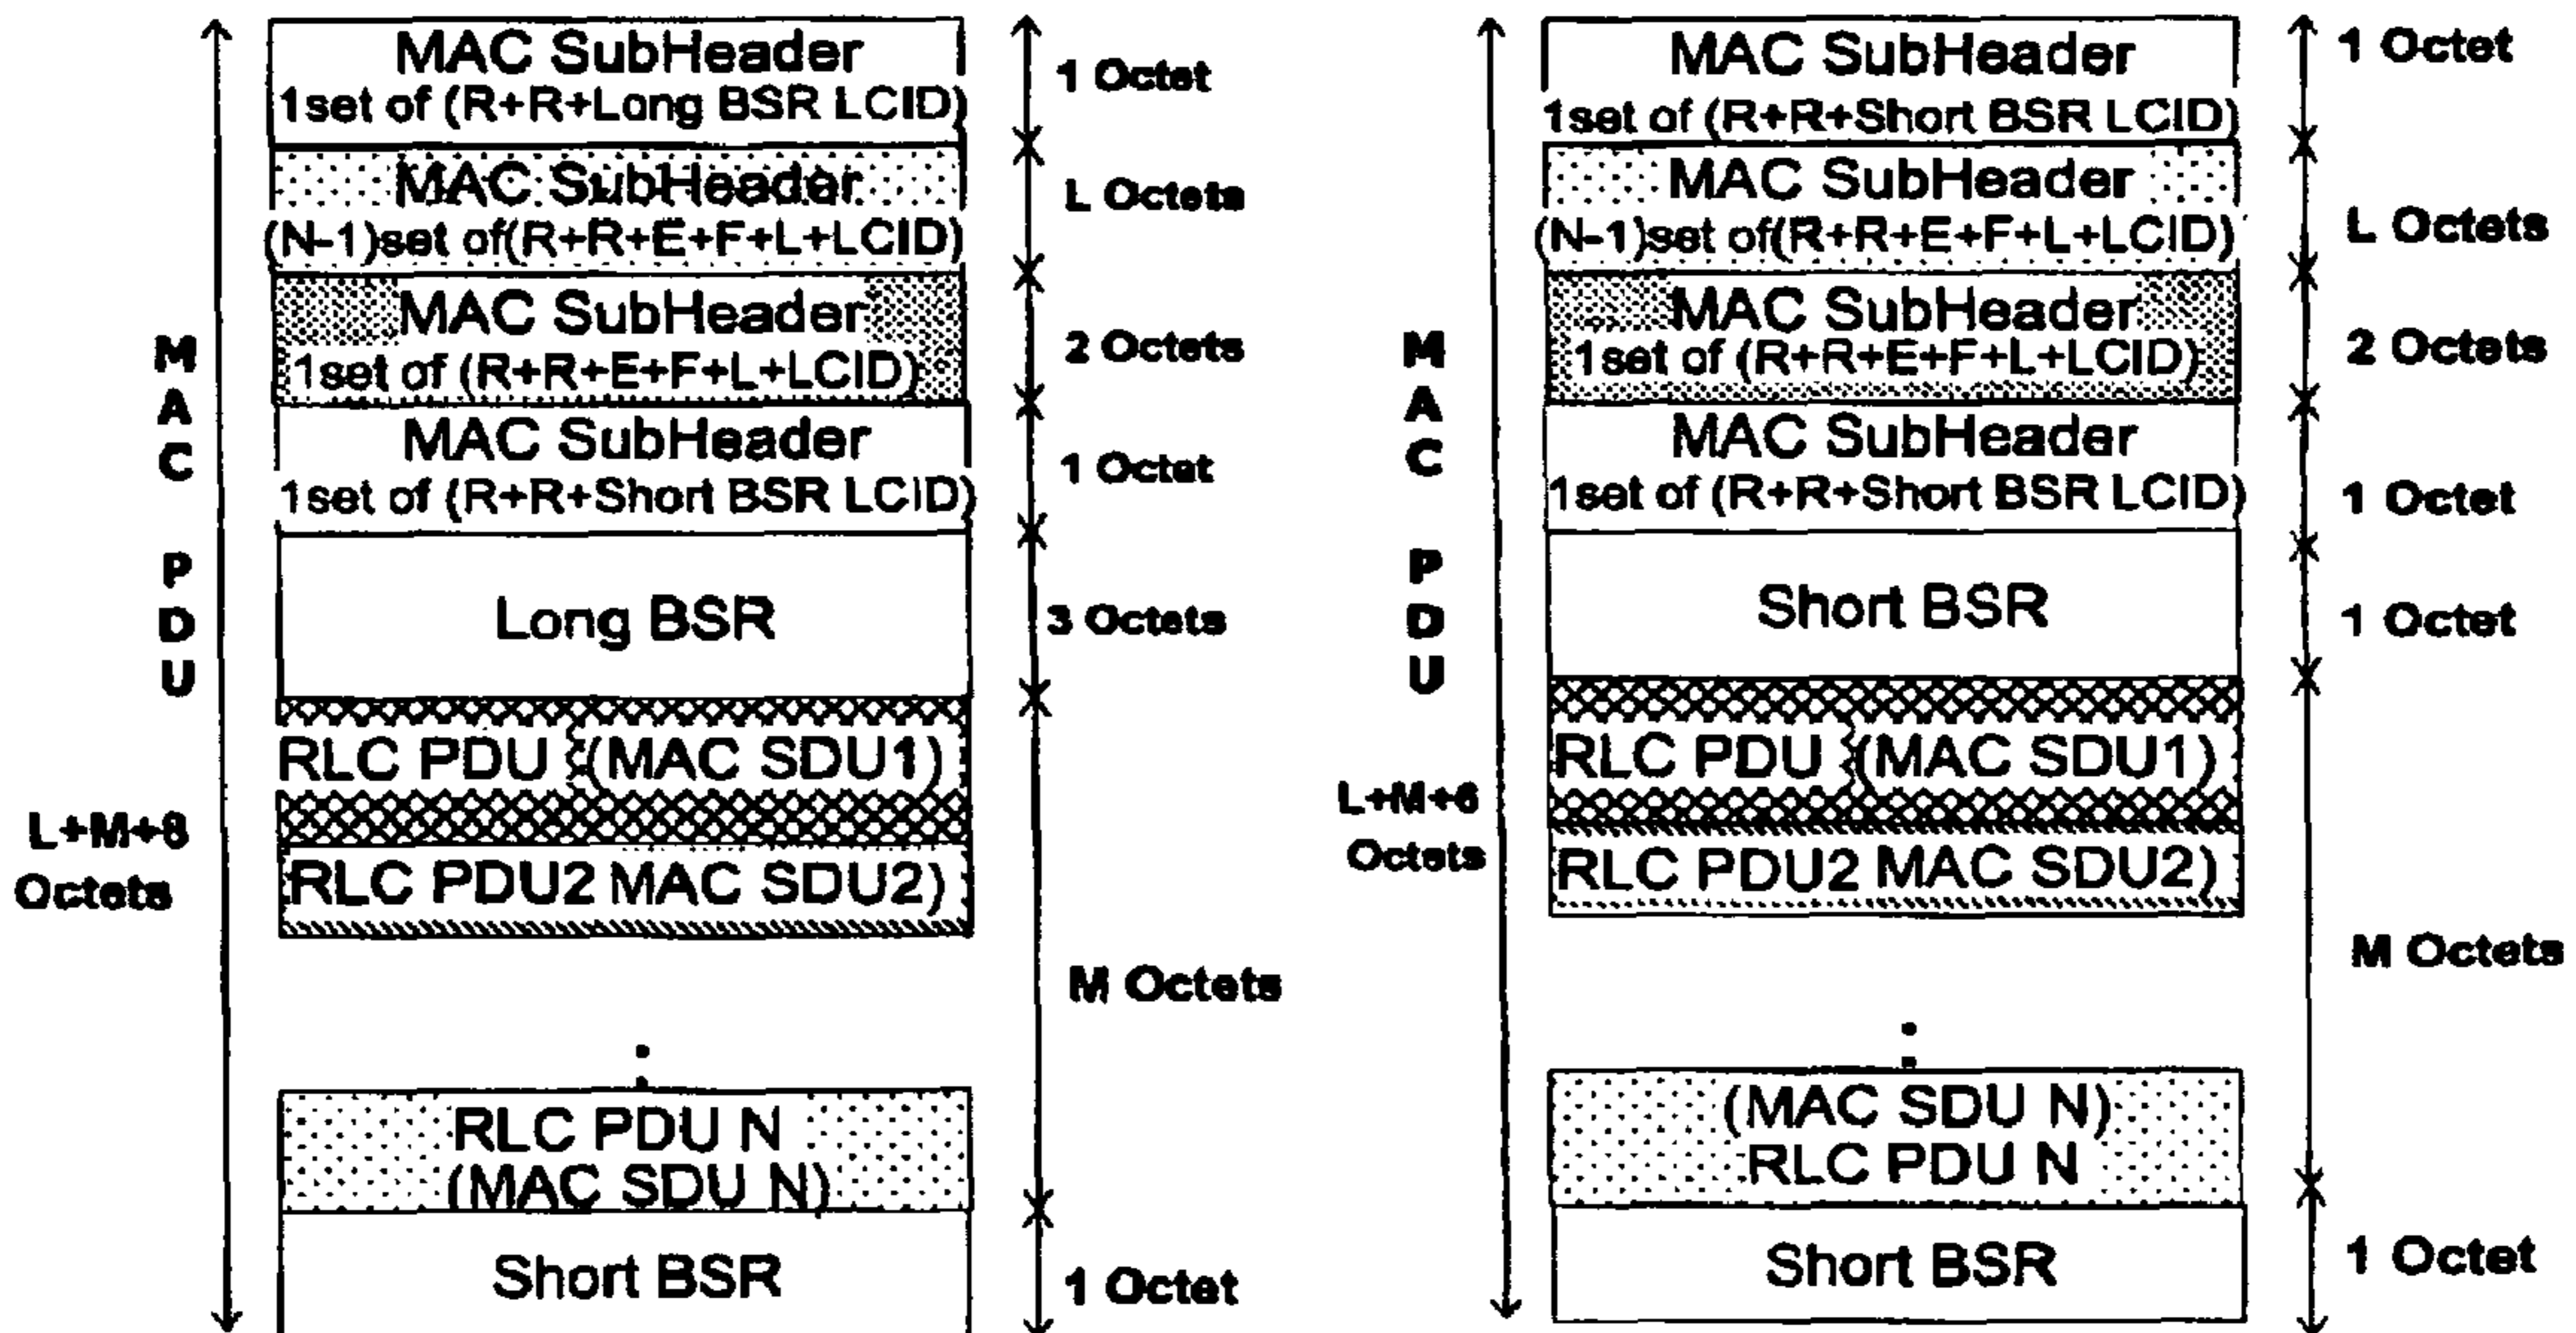 MAC SubHeader
1set of (R+R+Long BSR LCID)
1 Octet
MAC SubHeader
(N-1)set of(R+R+E+F+L+LCID)
L Octets
MAC SubHeader
1set of (R+R+E+F+L+LCID)
2 Octets
MAC SubHeader
1set of (R+R+Short BSR LCID)
1 Octet
MAC PDU
Long BSR
3 Octets
RLC PDU (MAC SDU1)
L+M+8
Octets
RLC PDU2 MAC SDU2)
M Octets
RLC PDU N
(MAC SDU N)
Short BSR
1 Octet
MAC SubHeader
1set of (R+R+Short BSR LCID)
1 Octet
MAC SubHeader
(N-1)set of(R+R+E+F+L+LCID)
L Octets
MAC SubHeader
1set of (R+R+E+F+L+LCID)
2 Octets
MAC SubHeader
1set of (R+R+Short BSR LCID)
1 Octet
MAC PDU
Short BSR
1 Octet
RLC PDU (MAC SDU1)
L+M+6
Octets
RLC PDU2 MAC SDU2)
M Octets
(MAC SDU N)
RLC PDU N
Short BSR
1 Octet